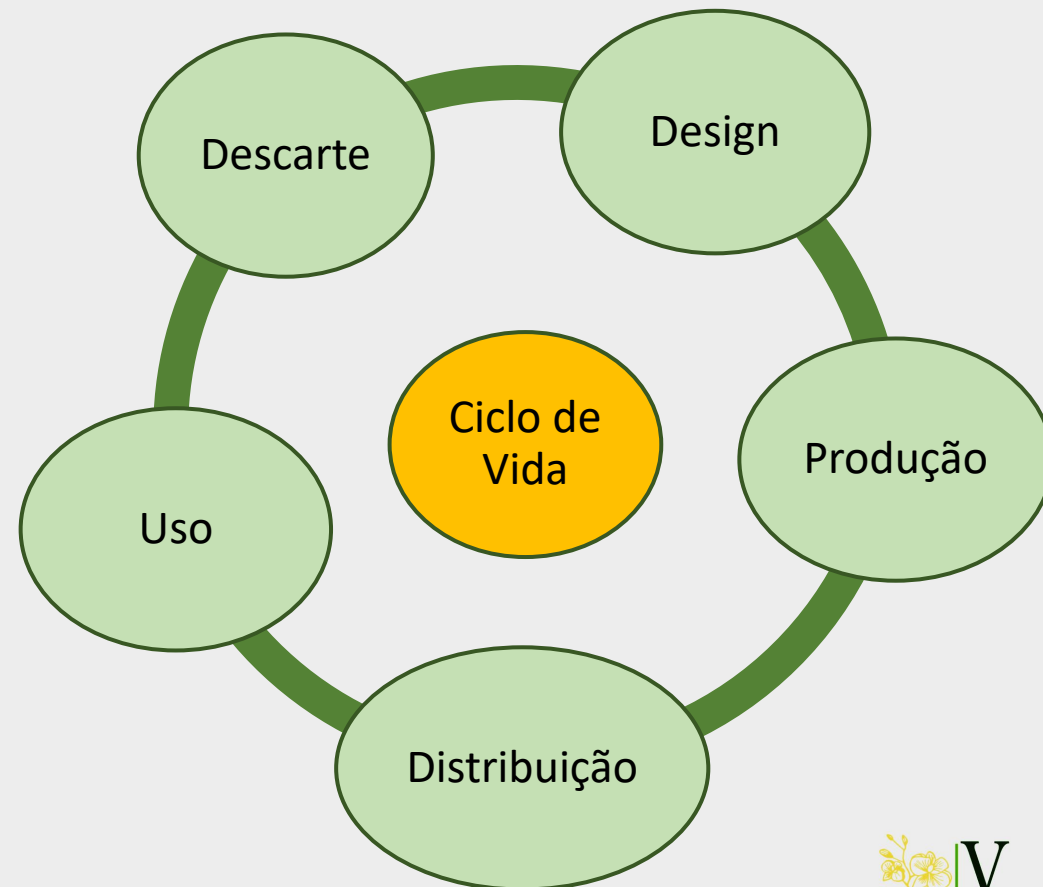 Descarte
Design
Ciclo de
Vida
Produção
Uso
Distribuição
V